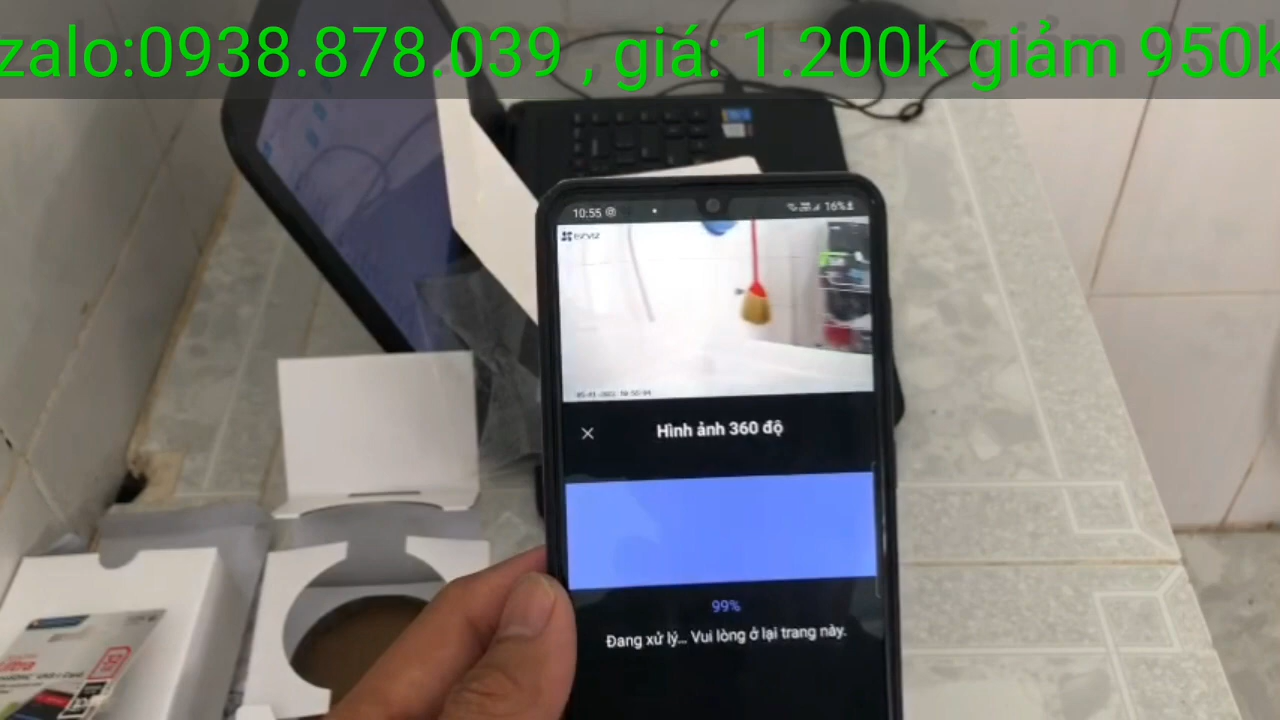 zalo:0938.878.039 , giá: 1.200k giảm 950k
10:55
16%
ezviz
Hình ảnh 360 độ
99%
Đang xử lý... Vui lòng ở lại trang này.
Ultra